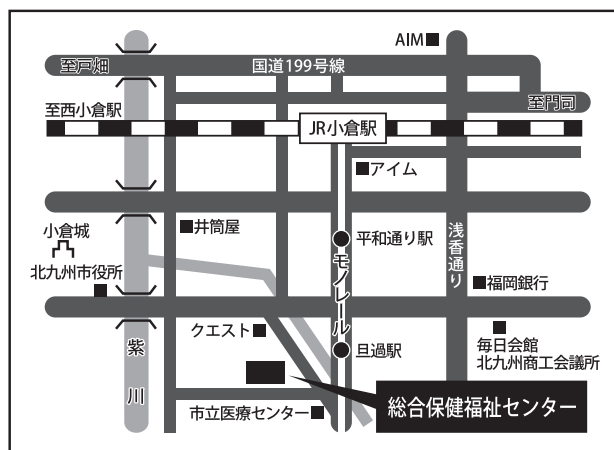 AIM
至戸畑
国道199号線
至門司
至西小倉駅
JR小倉駅
アイム
井筒屋
小倉城
平和通り駅
浅香通り
北九州市役所
モノレール
福岡銀行
クエスト
旦過駅
毎日会館
北九州商工会議所
紫川
市立医療センター
総合保健福祉センター